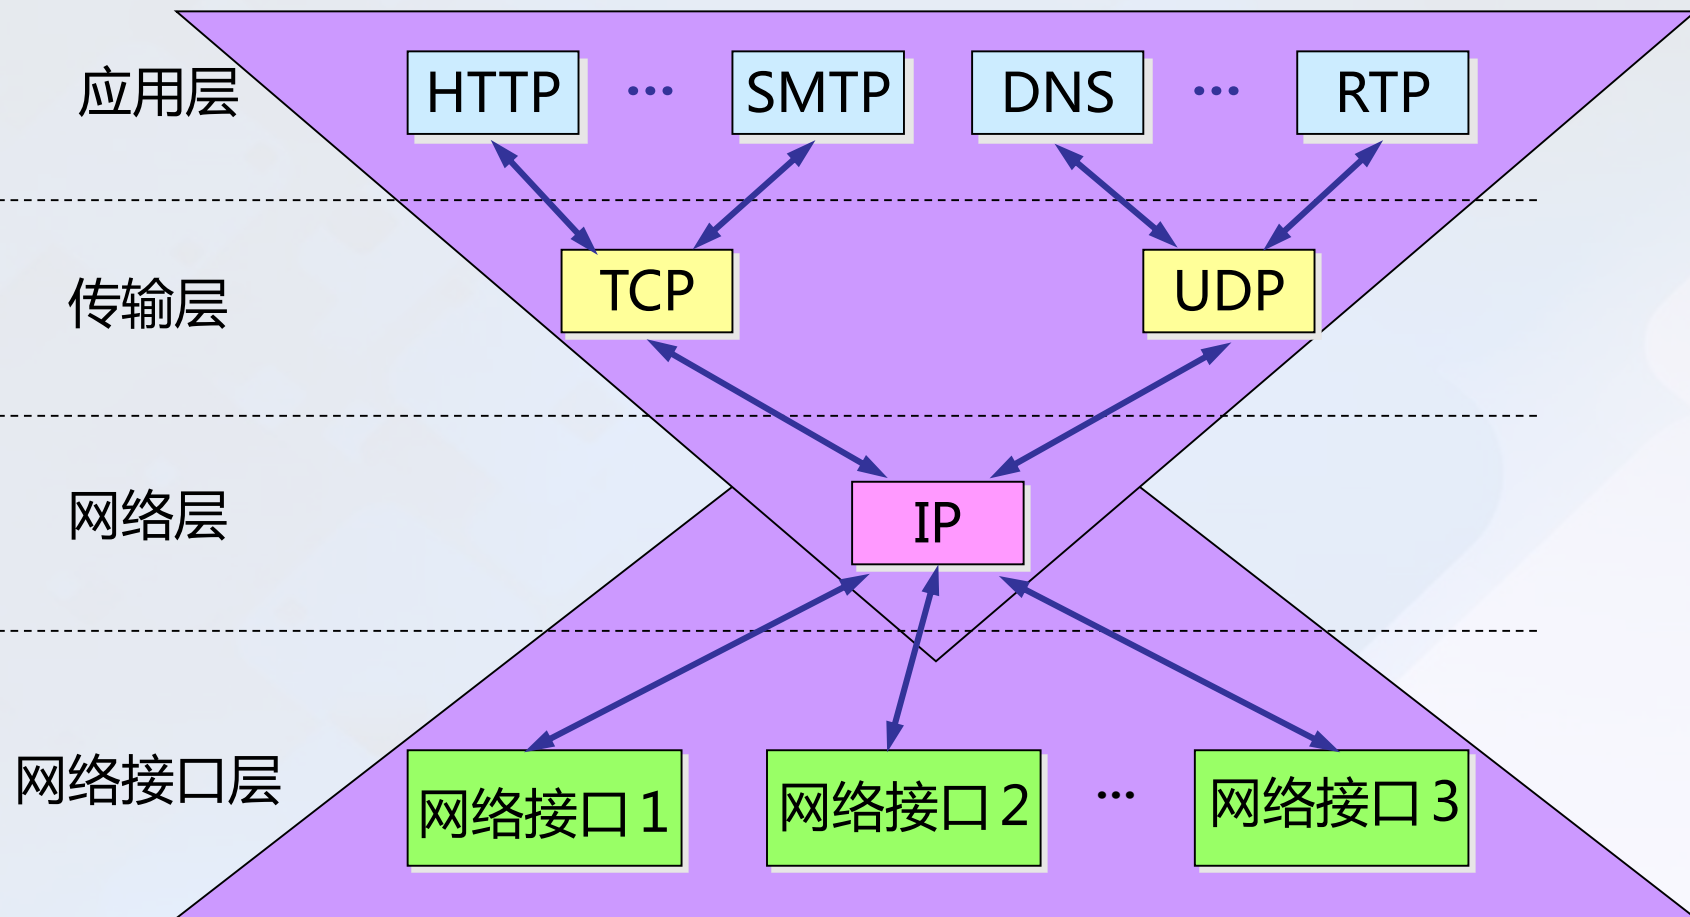 应用层 HTTP … SMTP DNS … RTP
传输层 TCP UDP
网络层 IP
网络接口层 网络接口1 网络接口2 … 网络接口3